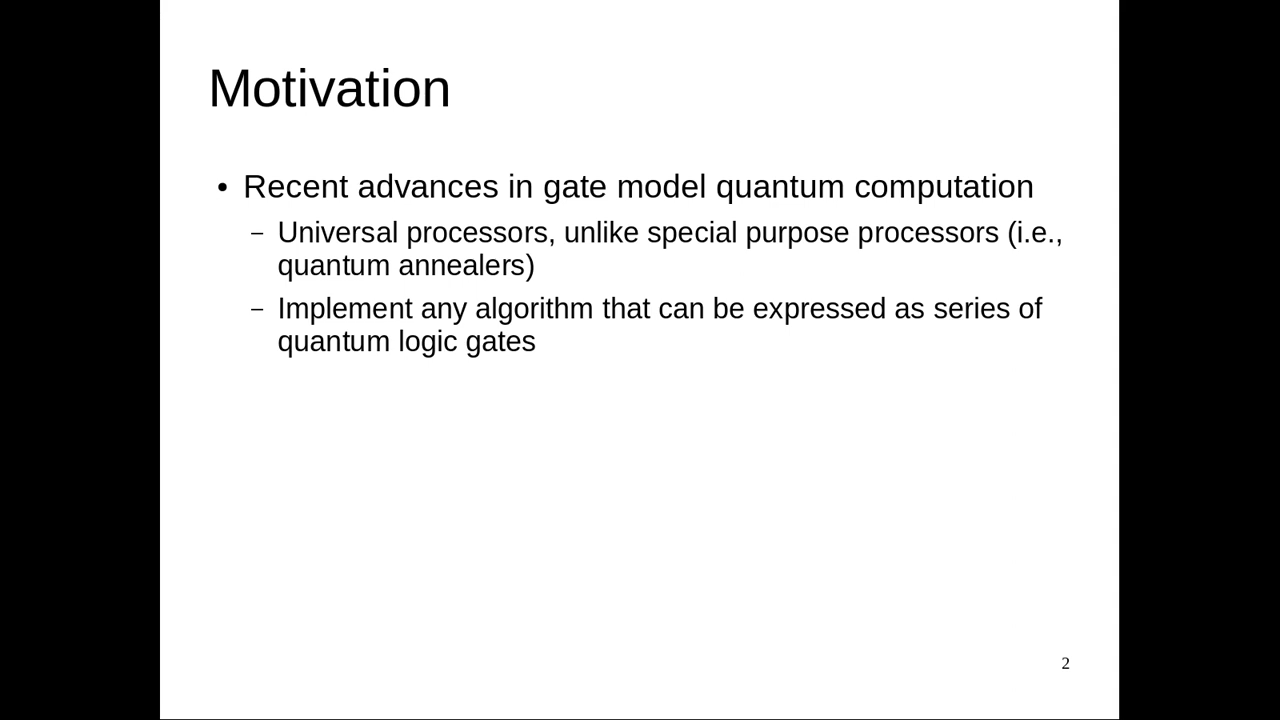 Motivation
• Recent advances in gate model quantum computation
– Universal processors, unlike special purpose processors (i.e.,
quantum annealers)
– Implement any algorithm that can be expressed as series of
quantum logic gates
2